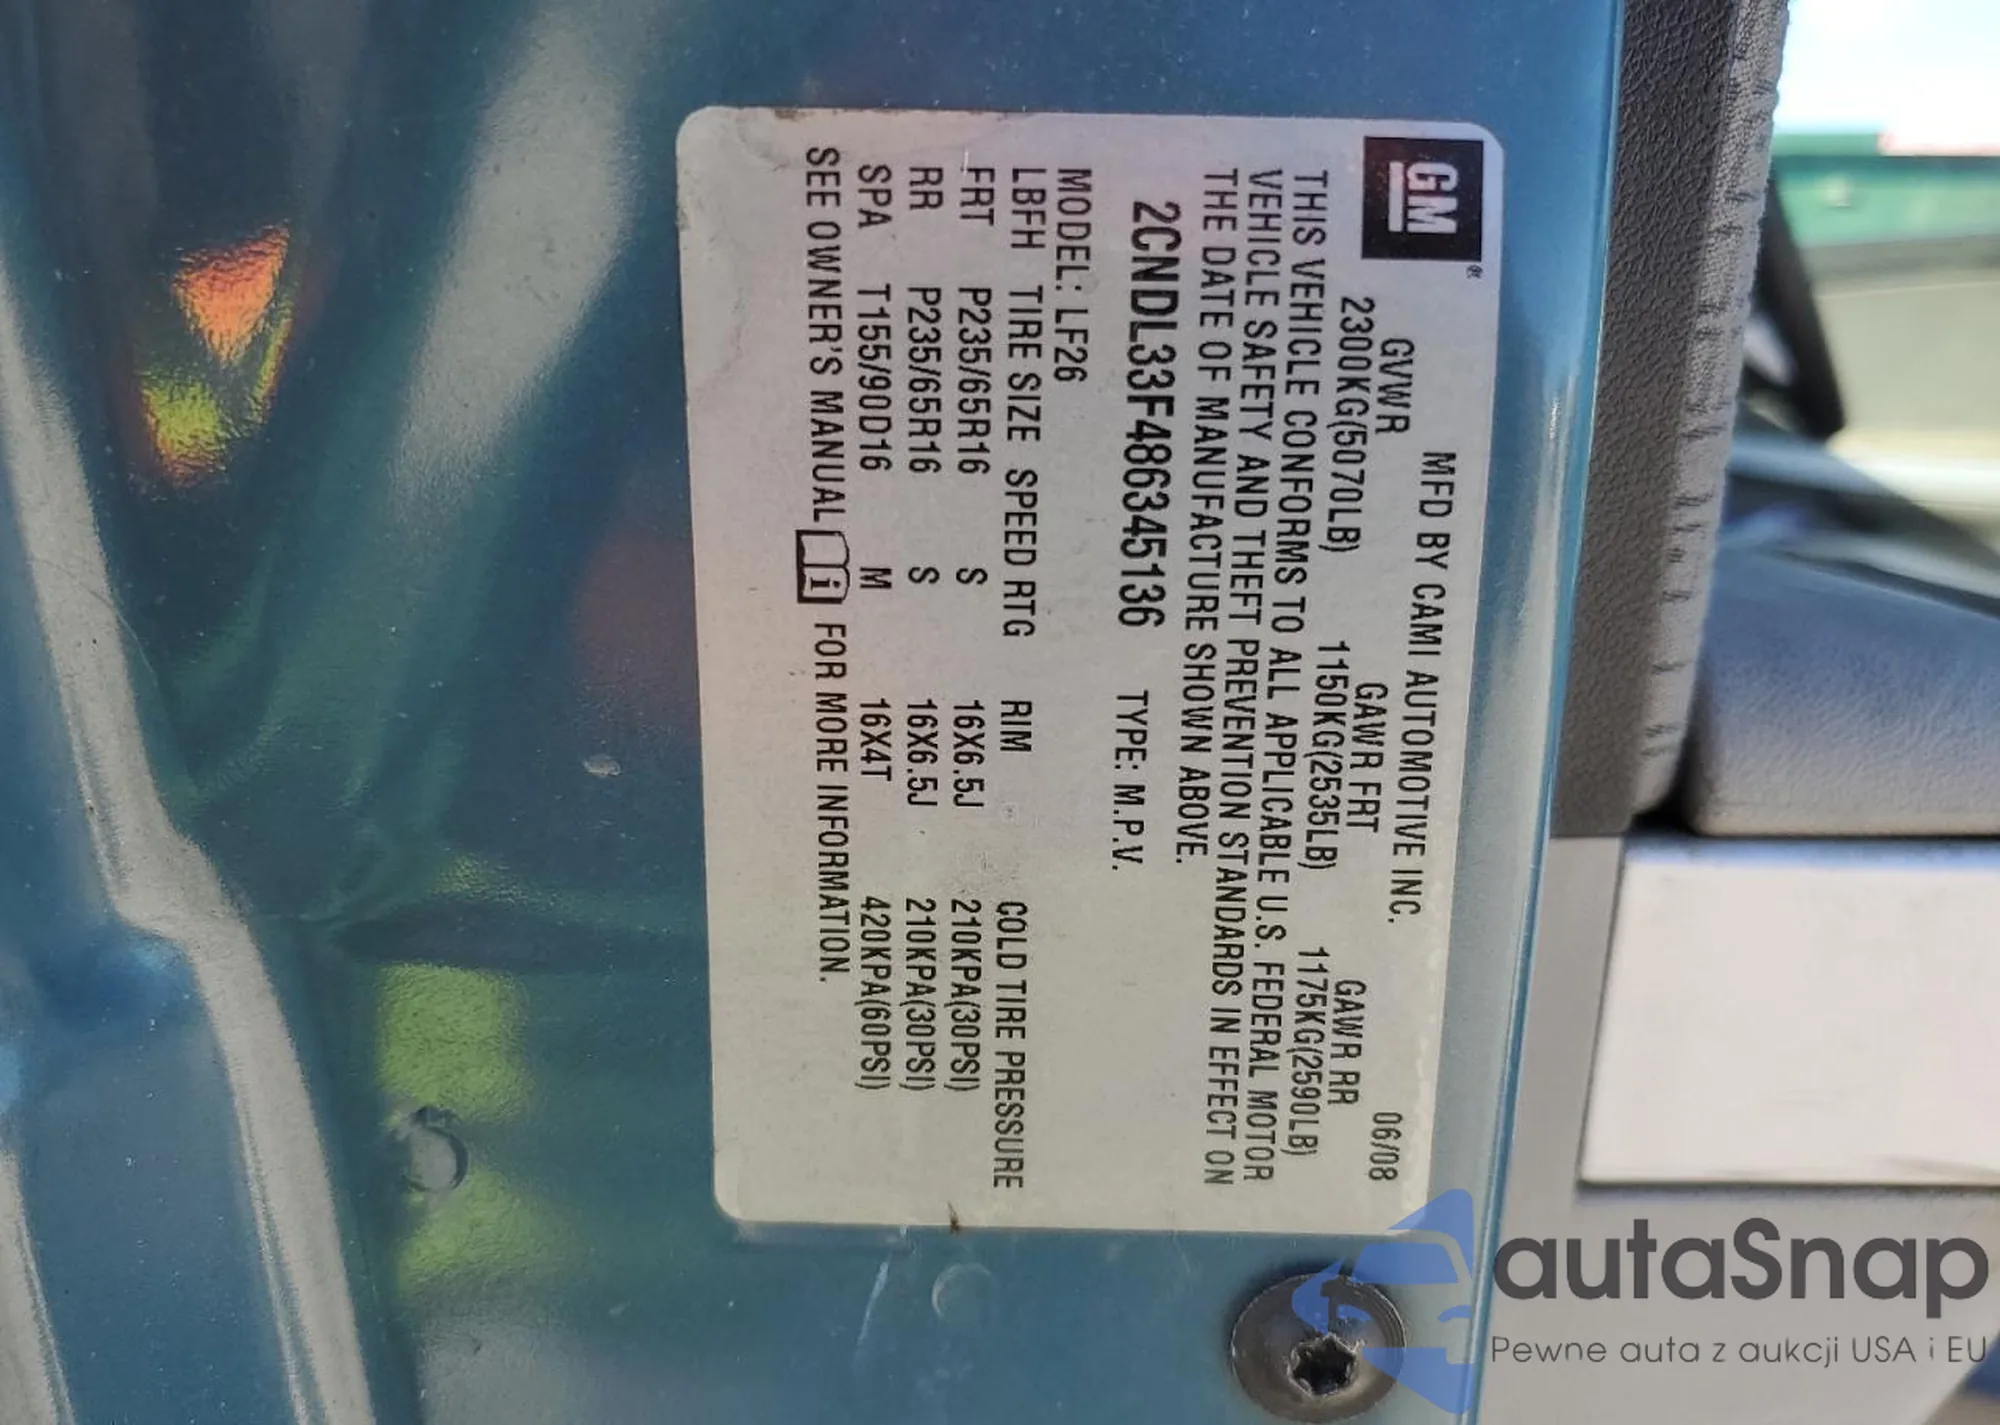 GM®
MFD BY CAMI AUTOMOTIVE INC. 06/08
GVWR GAWR FRT GAWR RR
2300KG(5070LB) 1150KG(2535LB) 1175KG(2590LB)
THIS VEHICLE CONFORMS TO ALL APPLICABLE U.S. FEDERAL MOTOR
VEHICLE SAFETY AND THEFT PREVENTION STANDARDS IN EFFECT ON
THE DATE OF MANUFACTURE SHOWN ABOVE.
2CNDL33F486345136 TYPE: M.P.V.
MODEL: LF26
LBFH TIRE SIZE SPEED RTG RIM COLD TIRE PRESSURE
FRT P235/65R16 S 16X6.5J 210KPA(30PSI)
RR P235/65R16 S 16X6.5J 210KPA(30PSI)
SPA T155/90D16 M 16X4T 420KPA(60PSI)
SEE OWNER'S MANUAL i FOR MORE INFORMATION.
autaSnap
Pewne auta z aukcji USA i EU